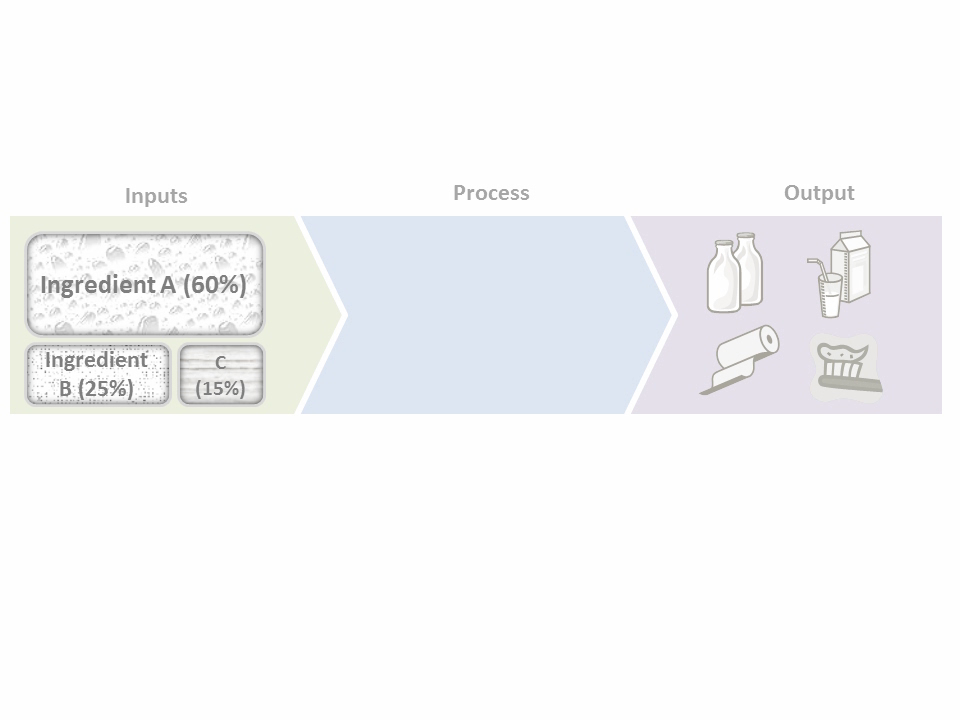 Inputs
Process
Output
Ingredient A (60%)
Ingredient
B (25%)
C
(15%)